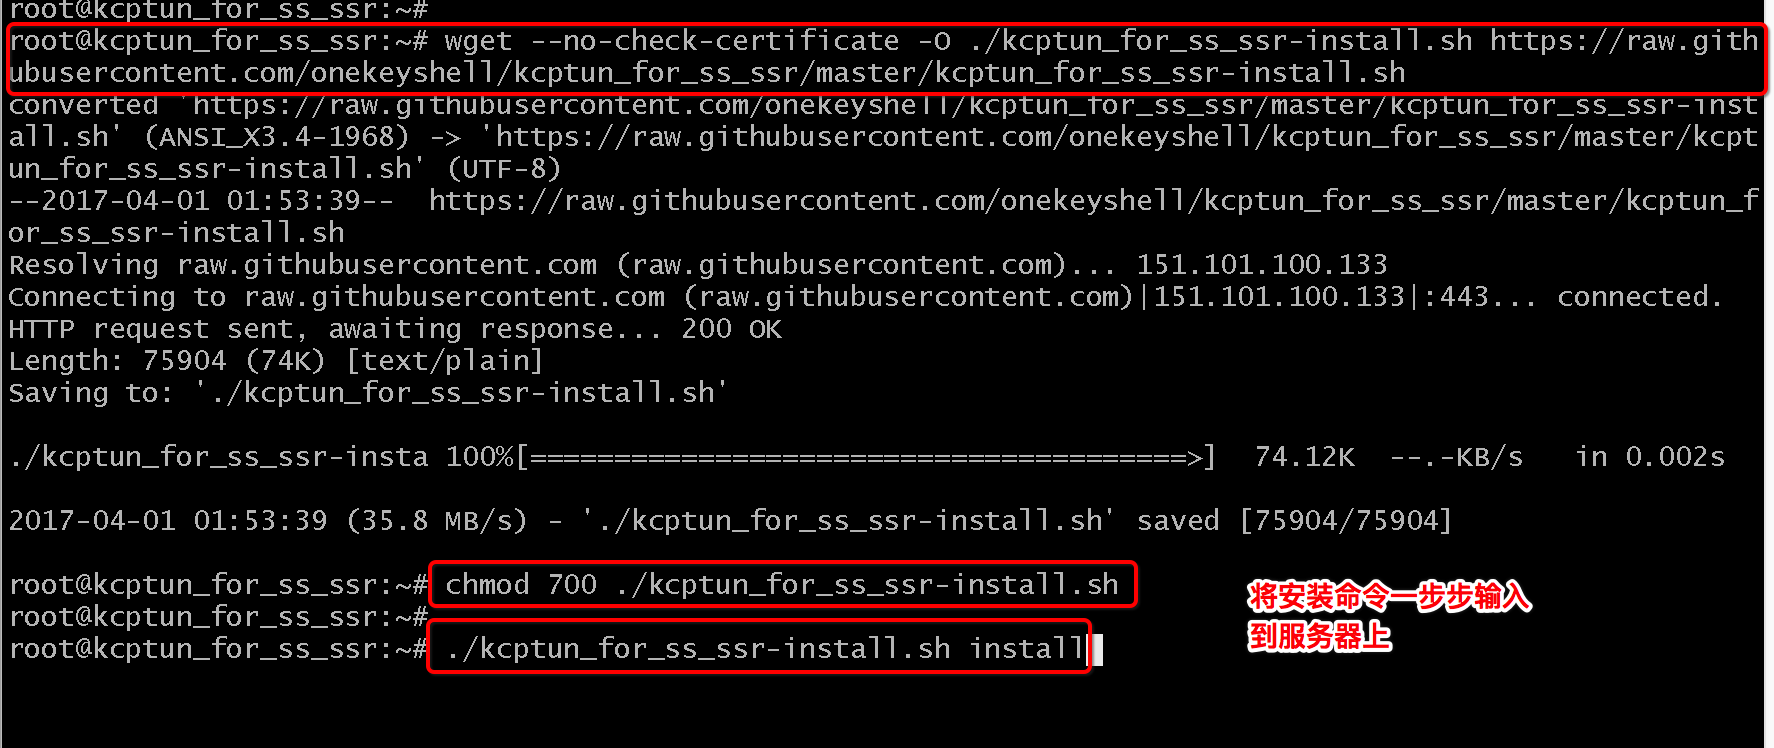 root@kcptun_for_ss_ssr:~#
root@kcptun_for_ss_ssr:~# wget --no-check-certificate -O ./kcptun_for_ss_ssr-install.sh https://raw.gith
ubusercontent.com/onekeyshell/kcptun_for_ss_ssr/master/kcptun_for_ss_ssr-install.sh
converted 'https://raw.githubusercontent.com/onekeyshell/kcptun_for_ss_ssr/master/kcptun_for_ss_ssr-inst
all.sh' (ANSI_X3.4-1968) -> 'https://raw.githubusercontent.com/onekeyshell/kcptun_for_ss_ssr/master/kcpt
un_for_ss_ssr-install.sh' (UTF-8)
--2017-04-01 01:53:39--  https://raw.githubusercontent.com/onekeyshell/kcptun_for_ss_ssr/master/kcptun_f
or_ss_ssr-install.sh
Resolving raw.githubusercontent.com (raw.githubusercontent.com)... 151.101.100.133
Connecting to raw.githubusercontent.com (raw.githubusercontent.com)|151.101.100.133|:443... connected.
HTTP request sent, awaiting response... 200 OK
Length: 75904 (74K) [text/plain]
Saving to: './kcptun_for_ss_ssr-install.sh'
./kcptun_for_ss_ssr-insta 100%[=======================================>]  74.12K  --.-KB/s   in 0.002s
2017-04-01 01:53:39 (35.8 MB/s) - './kcptun_for_ss_ssr-install.sh' saved [75904/75904]
root@kcptun_for_ss_ssr:~# chmod 700 ./kcptun_for_ss_ssr-install.sh
root@kcptun_for_ss_ssr:~#
root@kcptun_for_ss_ssr:~# ./kcptun_for_ss_ssr-install.sh install
将安装命令一步步输入
到服务器上